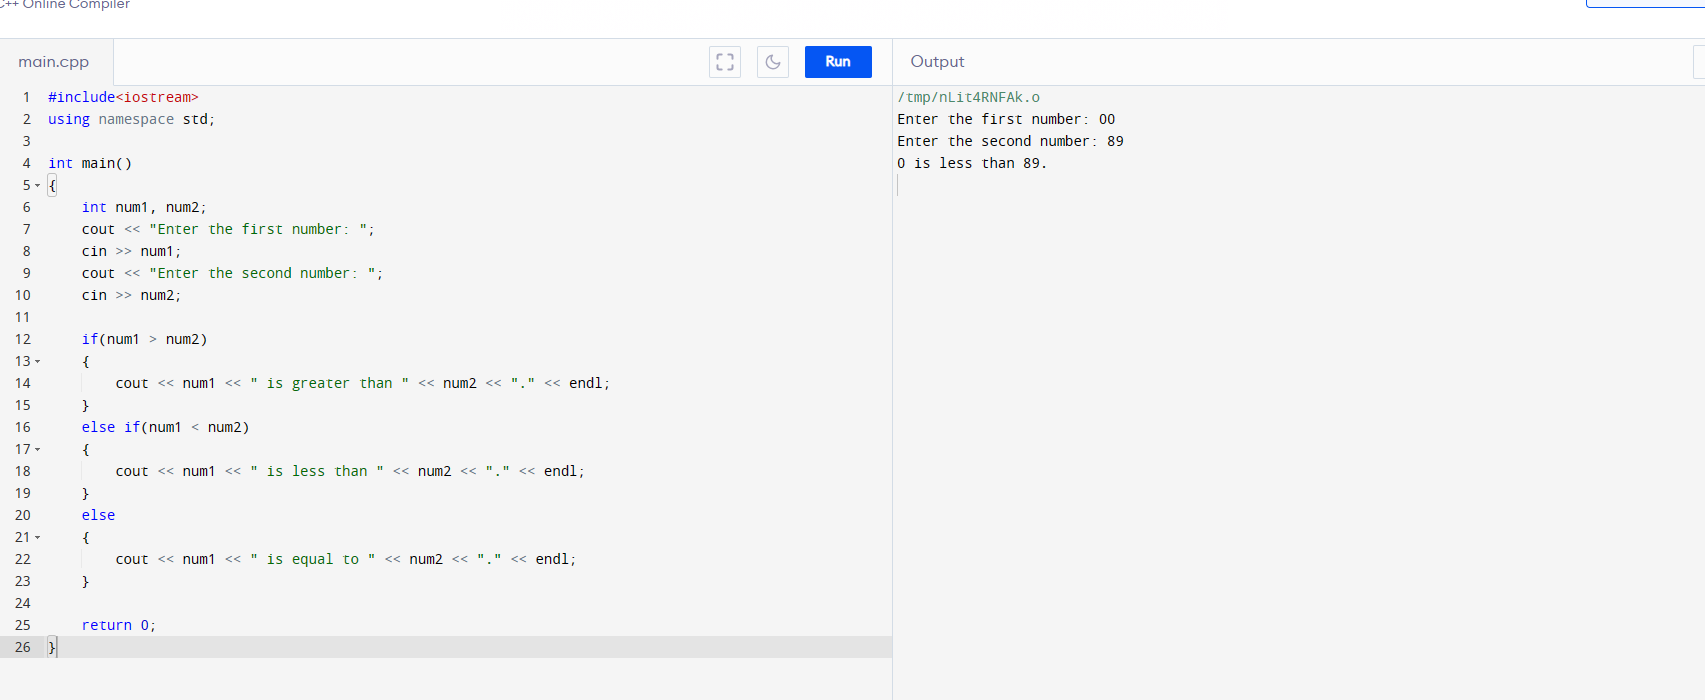 C++ Online Compiler
main.cpp
Run
Output
1 #include<iostream>
2 using namespace std;
3
4 int main()
5 {
6     int num1, num2;
7     cout << "Enter the first number: ";
8     cin >> num1;
9     cout << "Enter the second number: ";
10     cin >> num2;
11
12     if(num1 > num2)
13     {
14         cout << num1 << " is greater than " << num2 << "." << endl;
15     }
16     else if(num1 < num2)
17     {
18         cout << num1 << " is less than " << num2 << "." << endl;
19     }
20     else
21     {
22         cout << num1 << " is equal to " << num2 << "." << endl;
23     }
24
25     return 0;
26 }
/tmp/nLit4RNFAk.o
Enter the first number: 00
Enter the second number: 89
0 is less than 89.